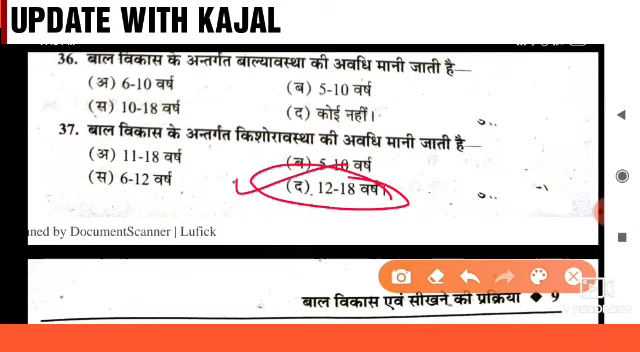 UPDATE WITH KAJAL
36. बाल विकास के अन्तर्गत बाल्यावस्था की अवधि मानी जाती है—
(अ) 6-10 वर्ष (ब) 5-10 वर्ष
(स) 10-18 वर्ष (द) कोई नहीं।
37. बाल विकास के अन्तर्गत किशोरावस्था की अवधि मानी जाती है—
(अ) 11-18 वर्ष (ब) 5-10 वर्ष
(स) 6-12 वर्ष (द) 12-18 वर्ष।
nned by DocumentScanner | Lufick
बाल विकास एवं सीखने की प्रक्रिया ◆ 9